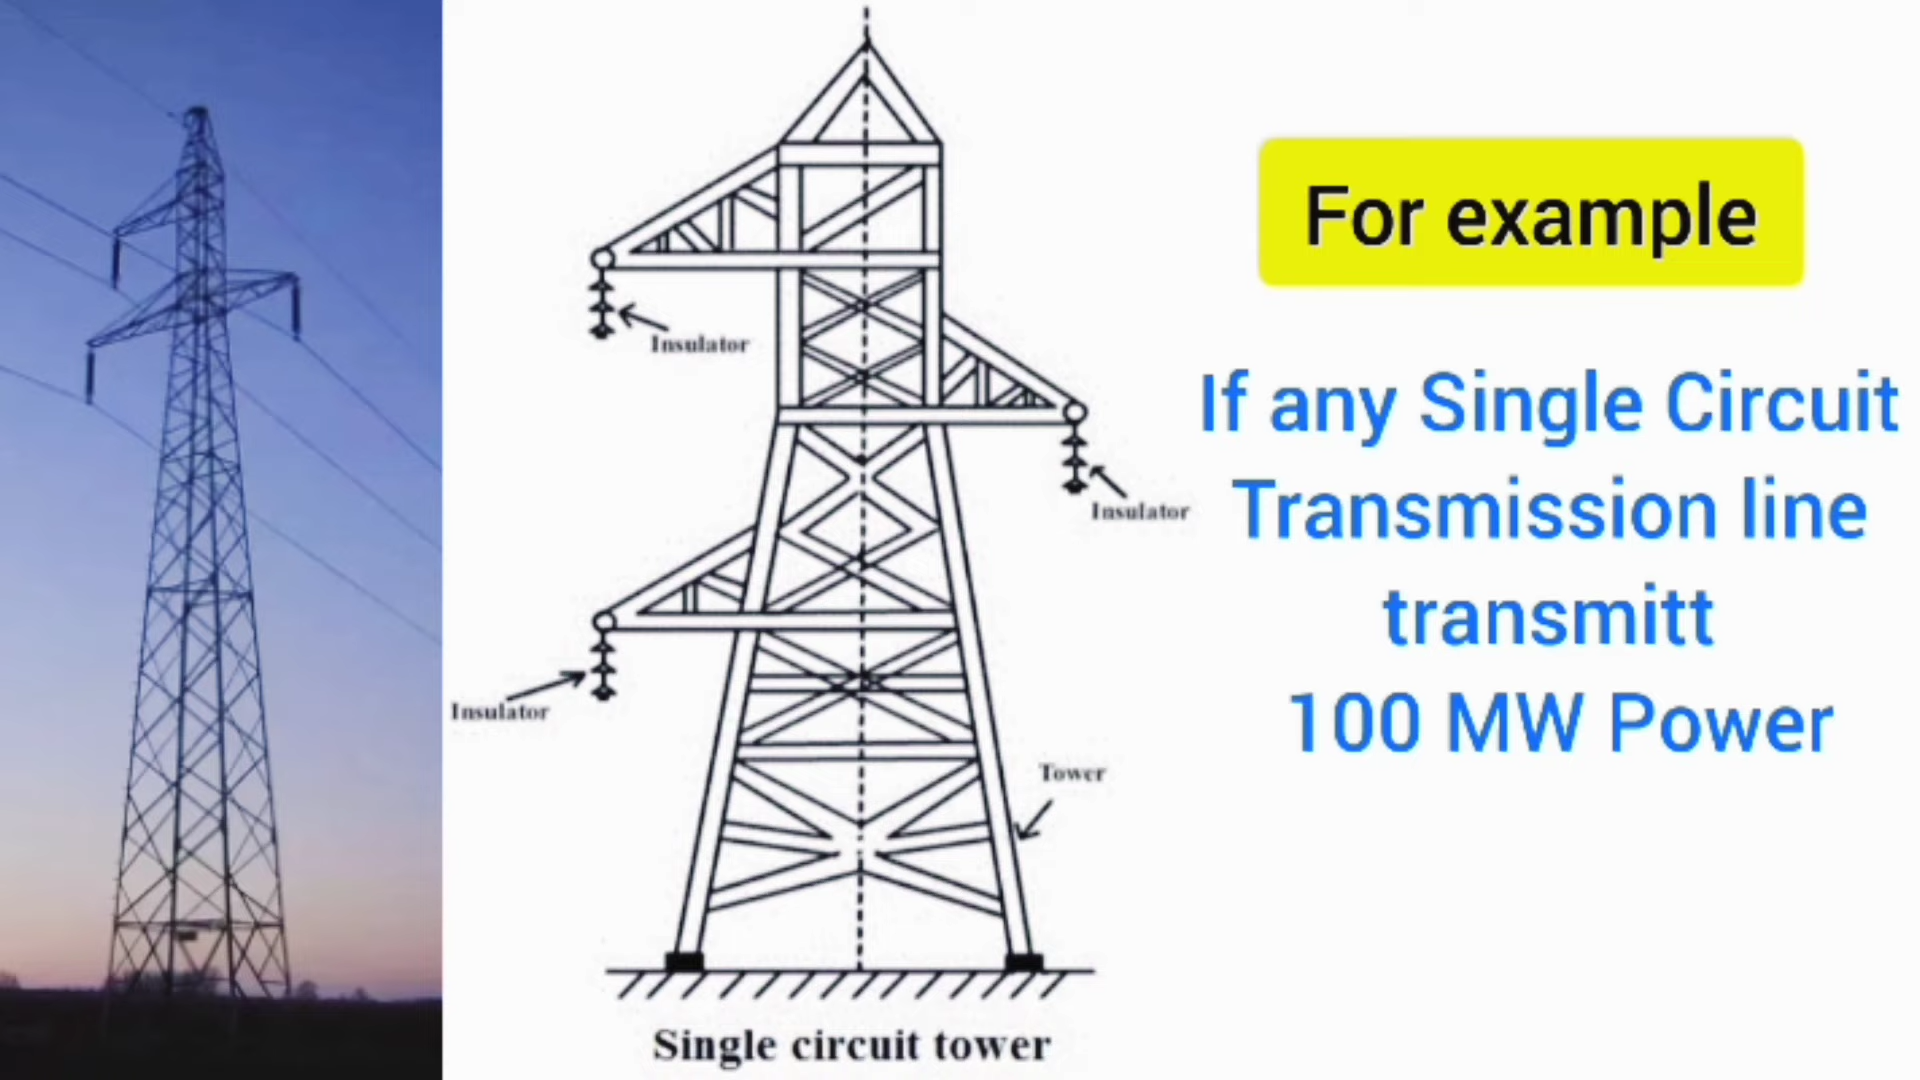 For example
If any Single Circuit
Transmission line
transmitt
100 MW Power
Insulator
Insulator
Insulator
Tower
Single circuit tower